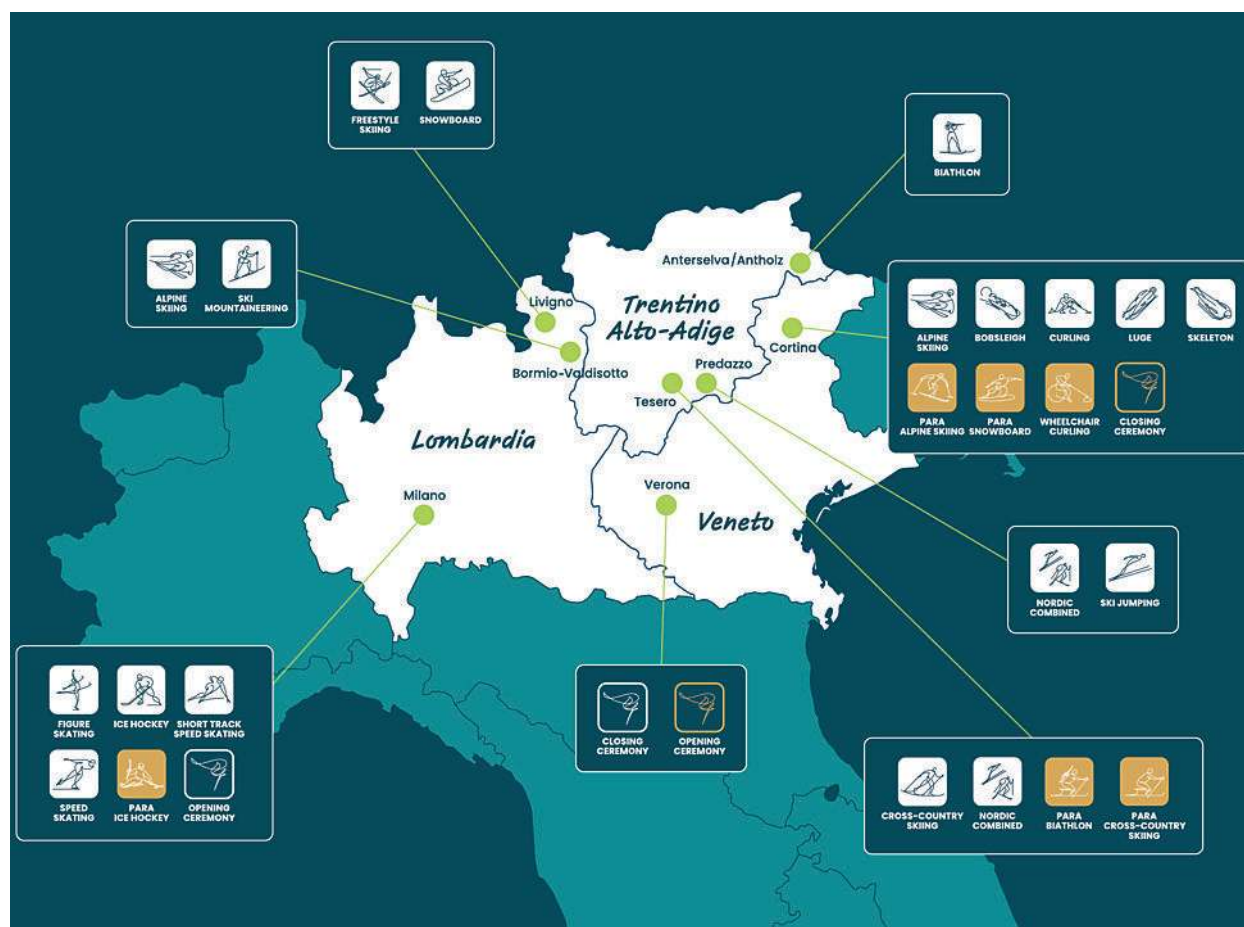 FREESTYLE
SKIING
SNOWBOARD
BIATHLON
ALPINE
SKIING
SKI
MOUNTAINEERING
Anterselva/Antholz
Livigno
Trentino
Alto-Adige
Cortina
Bormio-Valdisotto
Predazzo
Tesero
ALPINE
SKIING
BOBSLEIGH
CURLING
LUGE
SKELETON
PARA
ALPINE SKIING
PARA
SNOWBOARD
WHEELCHAIR
CURLING
CLOSING
CEREMONY
Lombardia
Milano
Verona
Veneto
NORDIC
COMBINED
SKI JUMPING
FIGURE
SKATING
ICE HOCKEY
SHORT TRACK
SPEED SKATING
SPEED
SKATING
PARA
ICE HOCKEY
OPENING
CEREMONY
CLOSING
CEREMONY
OPENING
CEREMONY
CROSS-COUNTRY
SKIING
NORDIC
COMBINED
PARA
BIATHLON
PARA
CROSS-COUNTRY
SKIING